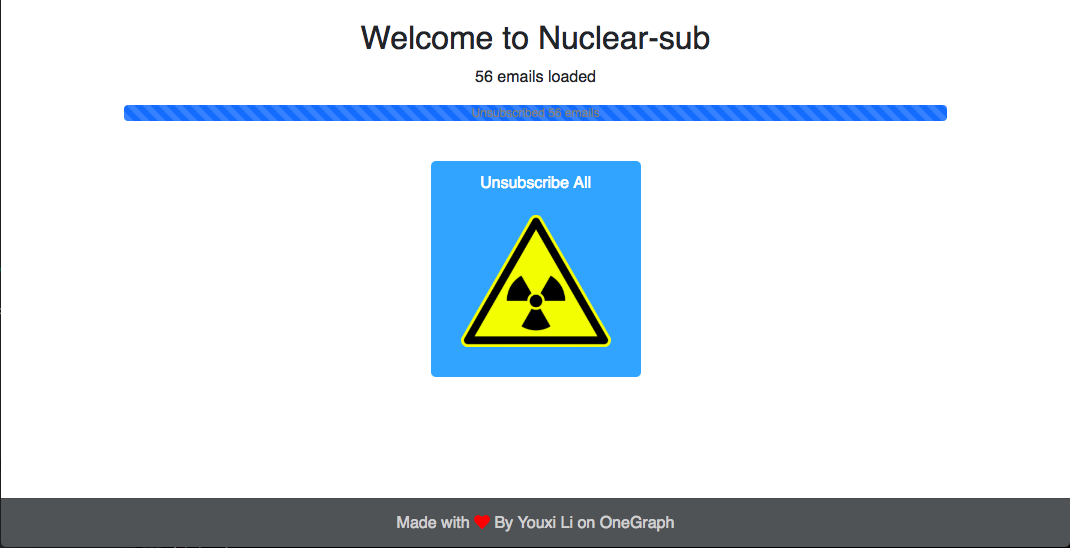 Welcome to Nuclear-sub
56 emails loaded
Unsubscribed 56 emails
Unsubscribe All
Made with ❤ By Youxi Li on OneGraph